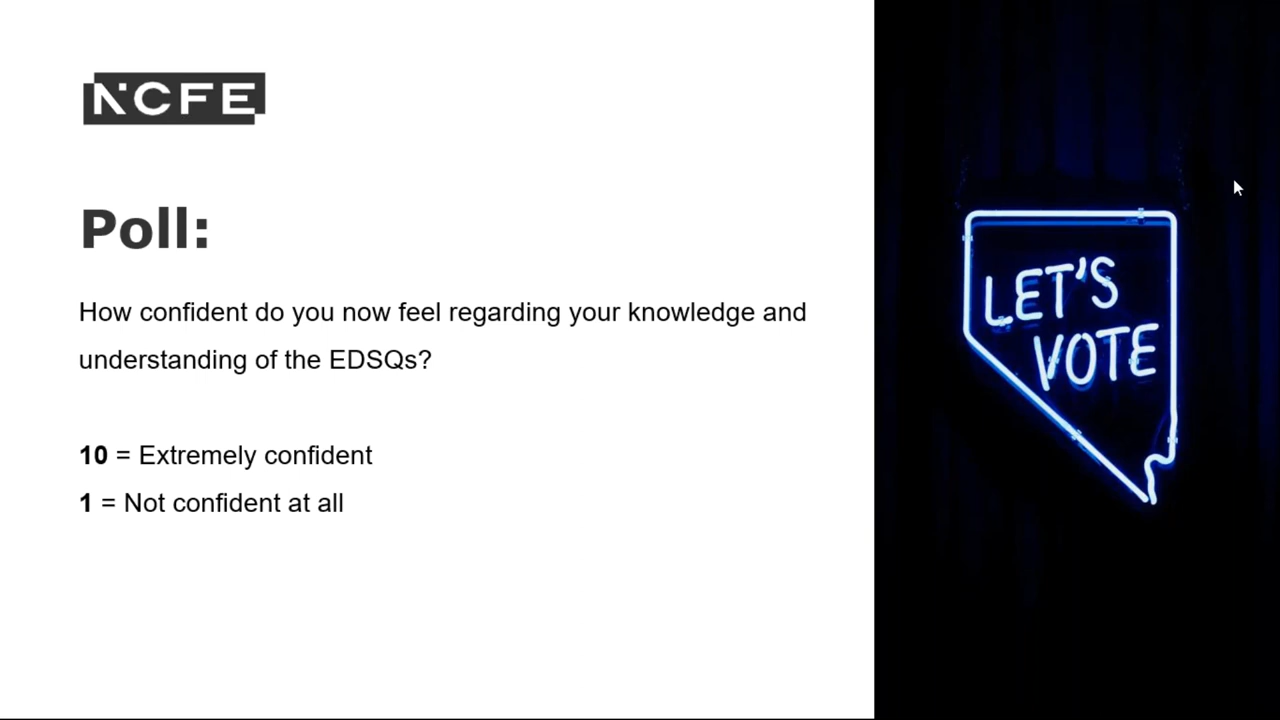 NCFE
Poll:
How confident do you now feel regarding your knowledge and
understanding of the EDSQs?
10 = Extremely confident
1 = Not confident at all
LET'S
VOTE